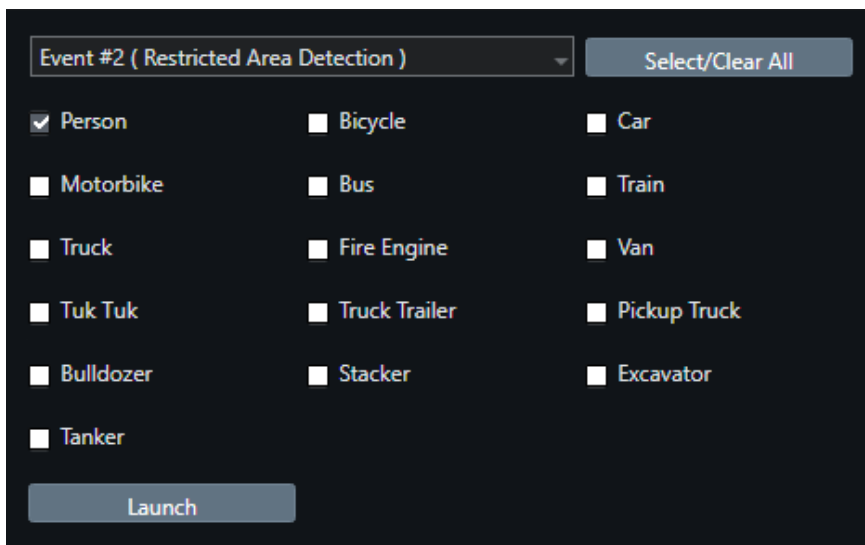 Event #2 ( Restricted Area Detection ) Select/Clear All
Person Bicycle Car
Motorbike Bus Train
Truck Fire Engine Van
Tuk Tuk Truck Trailer Pickup Truck
Bulldozer Stacker Excavator
Tanker
Launch